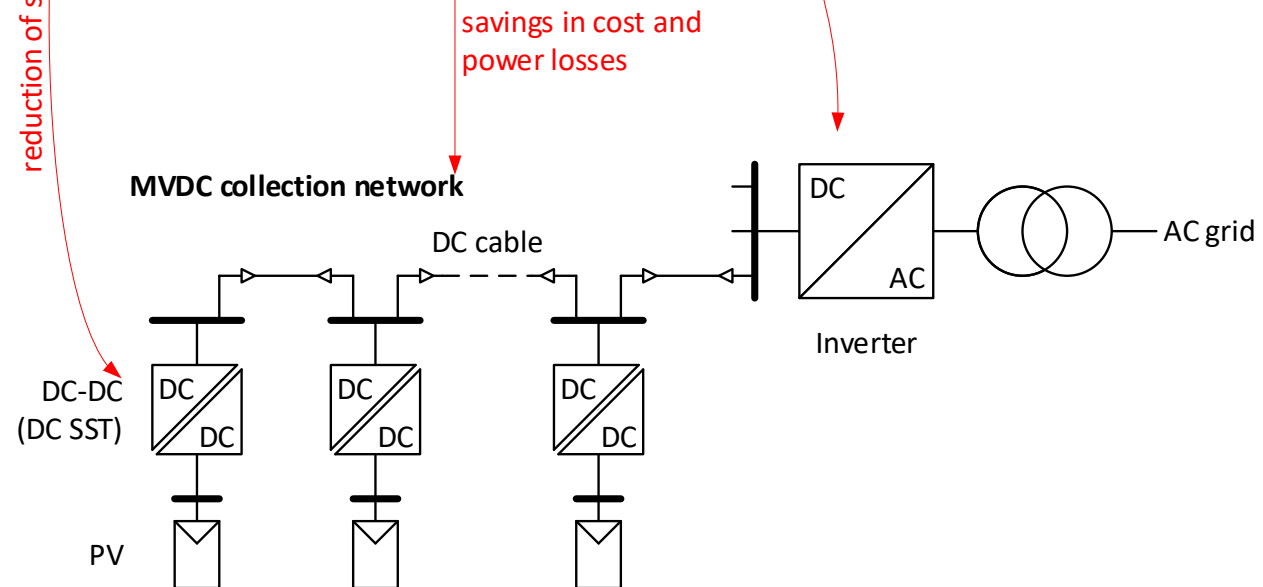 reduction of
savings in cost and
power losses
MVDC collection network
DC cable
DC
AC
AC grid
Inverter
DC-DC
(DC SST)
DC
DC
DC
DC
DC
DC
PV